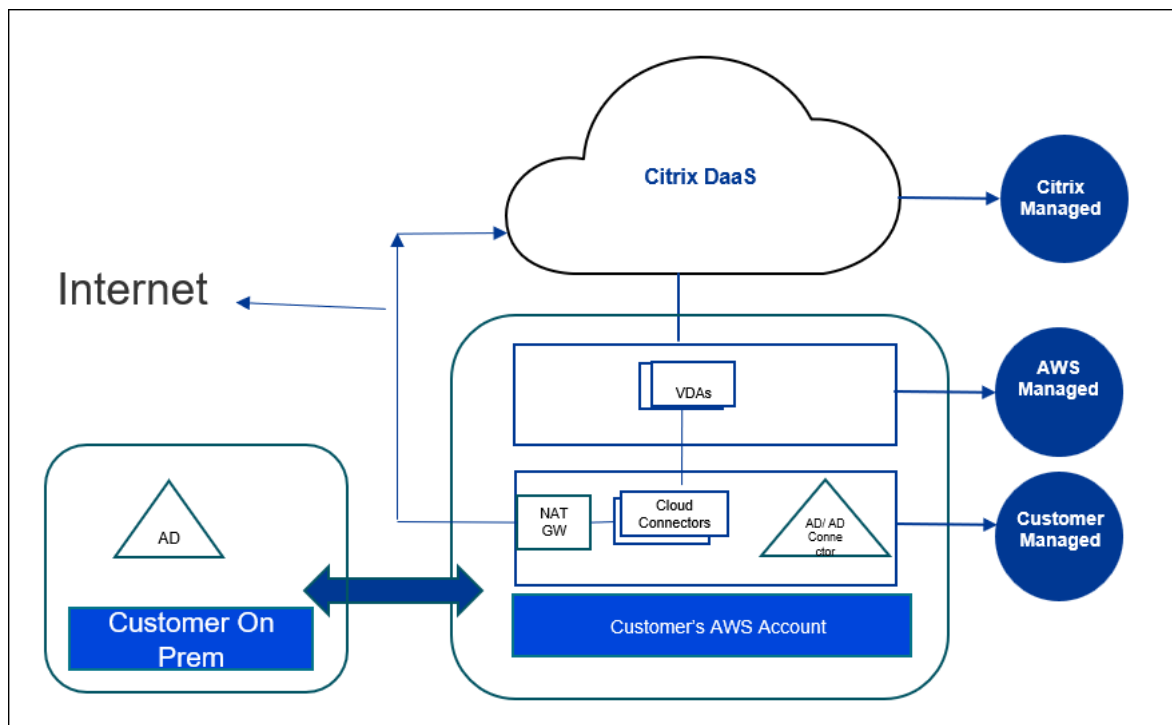 Citrix DaaS
Citrix
Managed
Internet
VDAs
AWS
Managed
AD
NAT
GW
Cloud
Connectors
AD/ AD
Conne
ctor
Customer
Managed
Customer On
Prem
Customer’s AWS Account